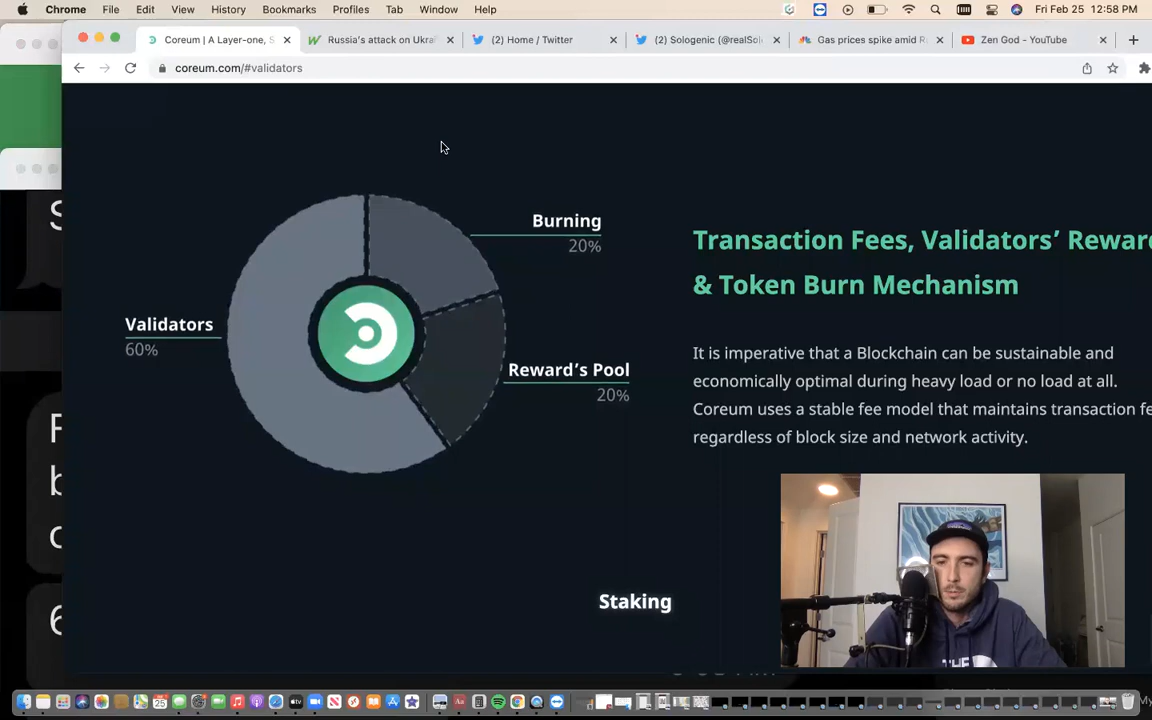 Chrome File Edit View History Bookmarks Profiles Tab Window Help Fri Feb 25 12:58 PM
Coreum | A Layer-one, S Russia's attack on Ukra (2) Home / Twitter (2) Sologenic (@realSol Gas prices spike amid R Zen God - YouTube
coreum.com/#validators
Burning
20%
Validators
60%
Reward's Pool
20%
Transaction Fees, Validators' Reward
& Token Burn Mechanism
It is imperative that a Blockchain can be sustainable and
economically optimal during heavy load or no load at all.
Coreum uses a stable fee model that maintains transaction fe
regardless of block size and network activity.
Staking
THE